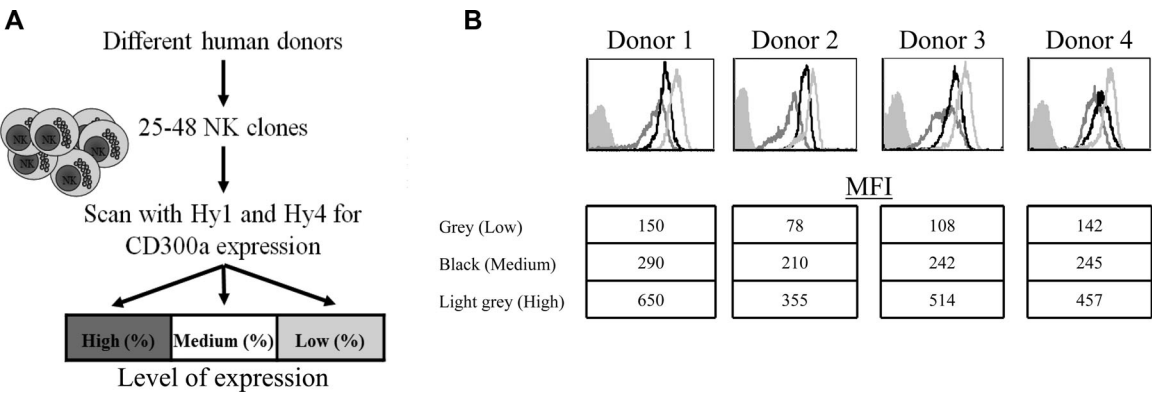 A
Different human donors
25-48 NK clones
NK
NK
NK
NK
NK
Scan with Hy1 and Hy4 for
CD300a expression
High (%) Medium (%) Low (%)
Level of expression
B
Donor 1 Donor 2 Donor 3 Donor 4
MFI
Grey (Low) 150 78 108 142
Black (Medium) 290 210 242 245
Light grey (High) 650 355 514 457